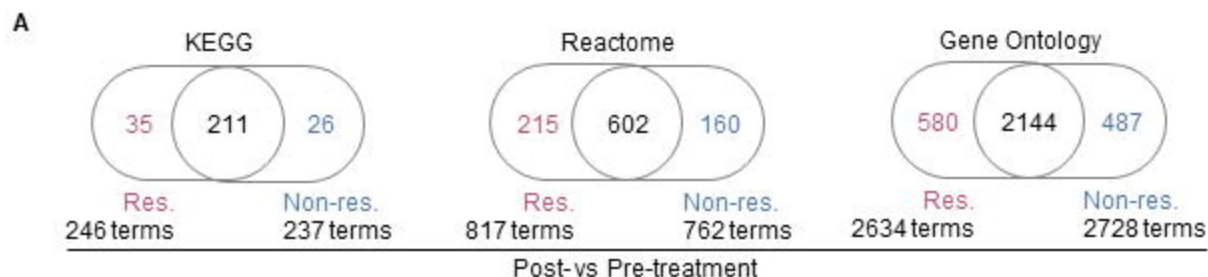 A
KEGG Reactome Gene Ontology
35 211 26 215 602 160 580 2144 487
Res. Non-res. Res. Non-res. Res. Non-res.
246 terms 237 terms 817 terms 762 terms 2634 terms 2728 terms
Post-vs Pre-treatment